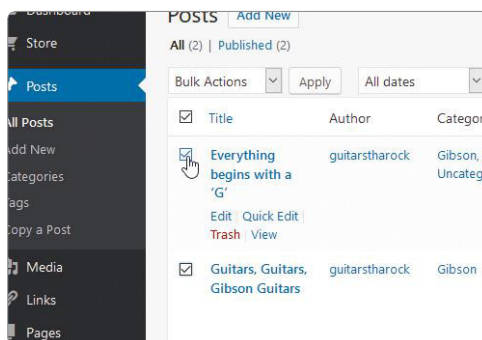 Dashboard
Store
Posts
All Posts
Add New
Categories
Tags
Copy a Post
Media
Links
Pages
Posts Add New
All (2) | Published (2)
Bulk Actions Apply All dates
Title Author Categor
Everything guitarstharock Gibson,
begins with a Uncateg
‘G’
Edit | Quick Edit |
Trash | View
Guitars, Guitars, guitarstharock Gibson
Gibson Guitars